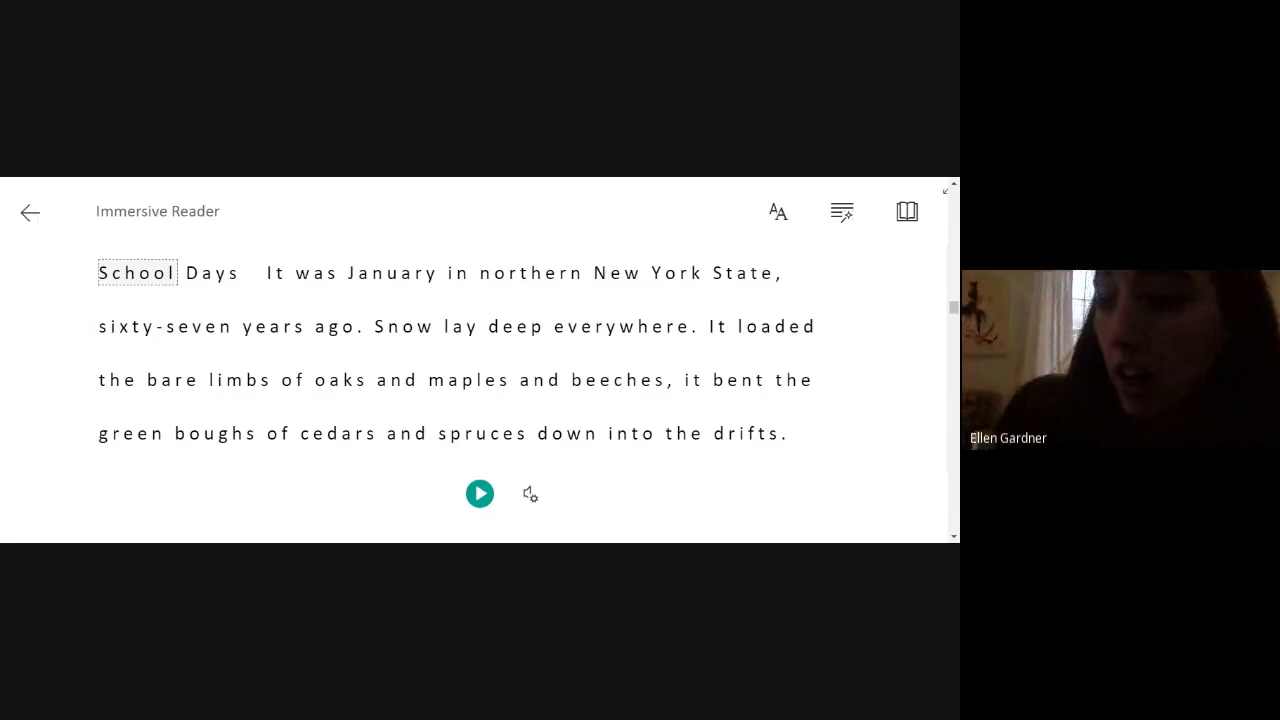 Immersive Reader
School Days It was January in northern New York State,
sixty-seven years ago. Snow lay deep everywhere. It loaded
the bare limbs of oaks and maples and beeches, it bent the
green boughs of cedars and spruces down into the drifts.
Ellen Gardner